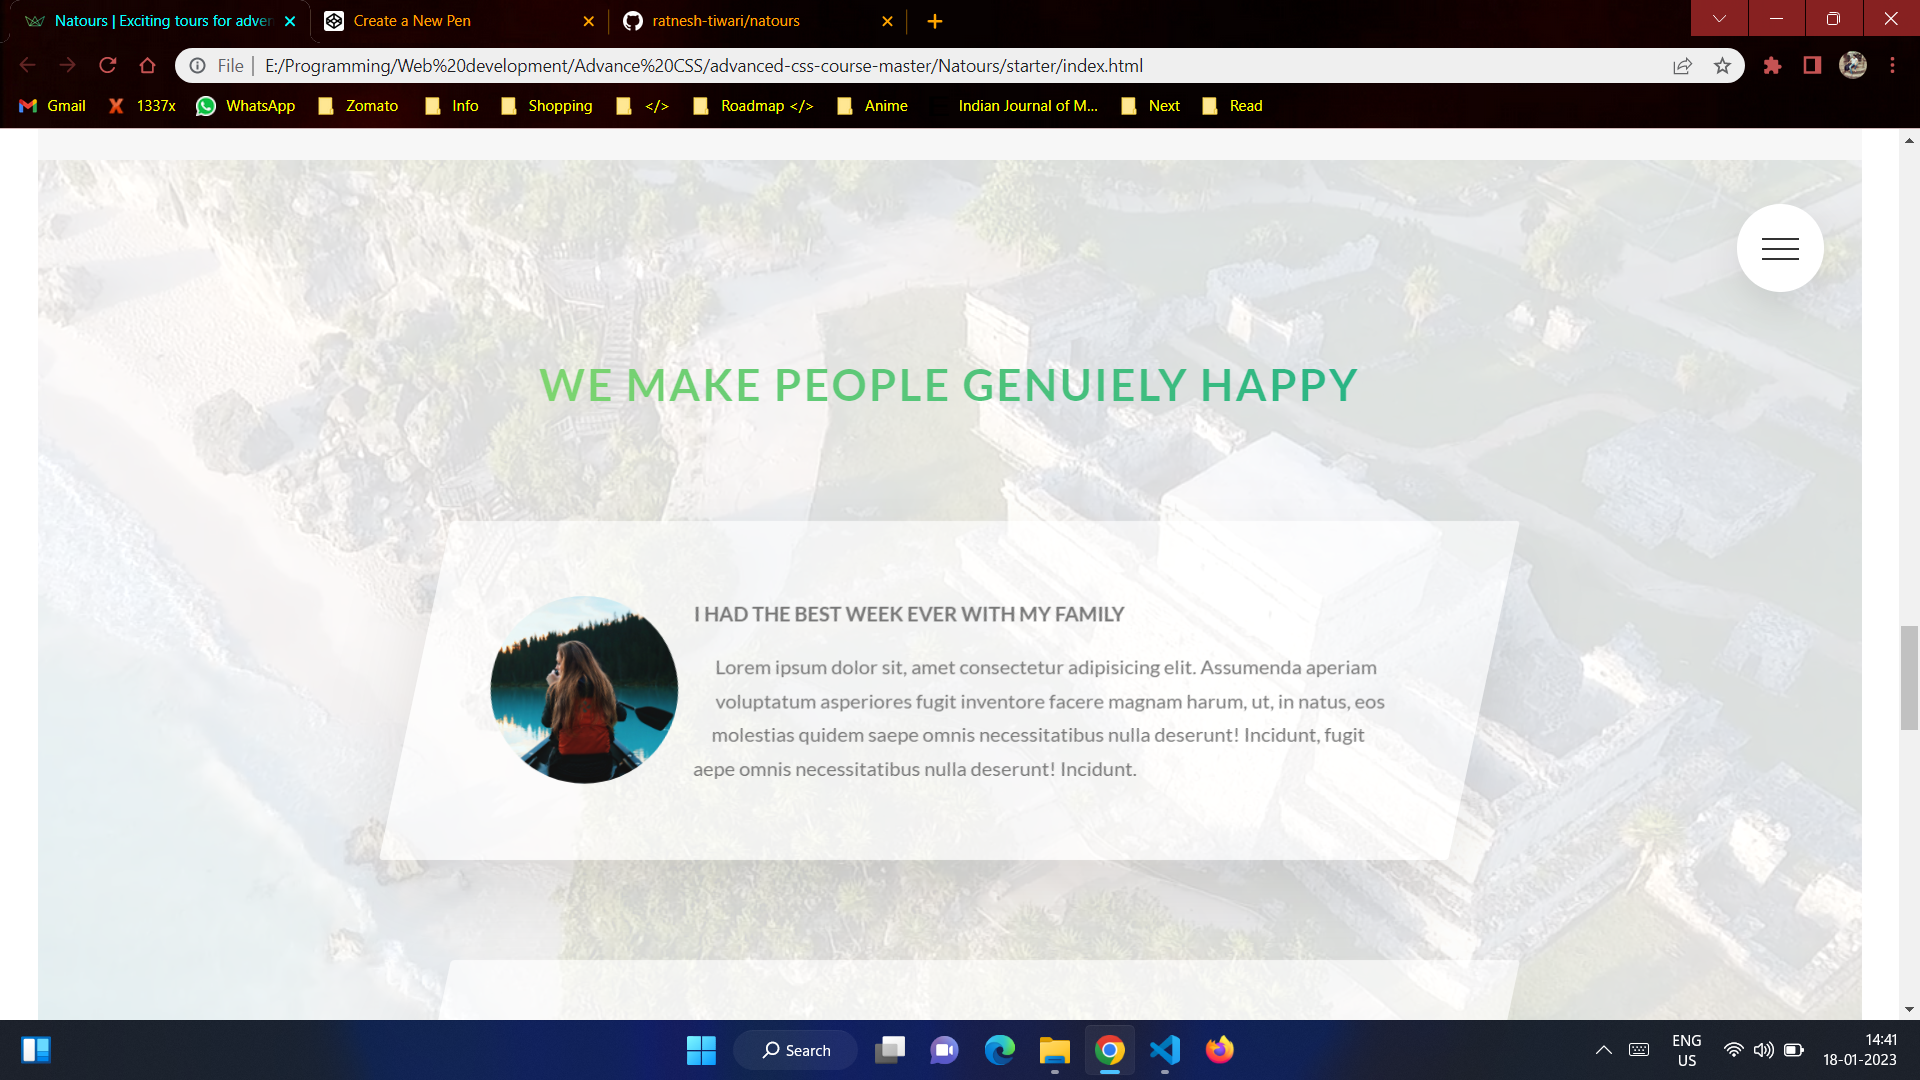 Natours | Exciting tours for adven
Create a New Pen
ratnesh-tiwari/natours
File
E:/Programming/Web%20development/Advance%20CSS/advanced-css-course-master/Natours/starter/index.html
Gmail
1337x
WhatsApp
Zomato
Info
Shopping
</>
Roadmap </>
Anime
Indian Journal of M...
Next
Read
WE MAKE PEOPLE GENUIELY HAPPY
I HAD THE BEST WEEK EVER WITH MY FAMILY
Lorem ipsum dolor sit, amet consectetur adipisicing elit. Assumenda aperiam
voluptatum asperiores fugit inventore facere magnam harum, ut, in natus, eos
molestias quidem saepe omnis necessitatibus nulla deserunt! Incidunt, fugit
aepe omnis necessitatibus nulla deserunt! Incidunt.
Search
ENG
US
14:41
18-01-2023